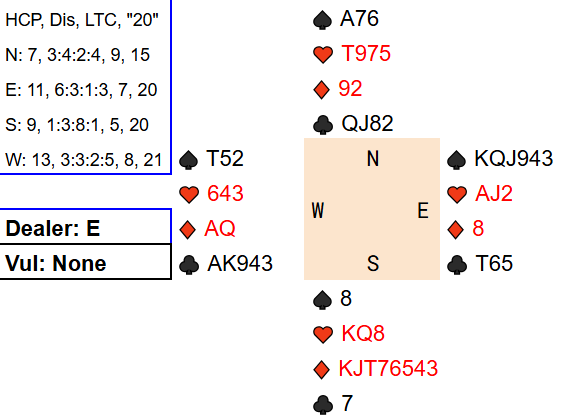 HCP, Dis, LTC, "20"
N: 7, 3:4:2:4, 9, 15
E: 11, 6:3:1:3, 7, 20
S: 9, 1:3:8:1, 5, 20
W: 13, 3:3:2:5, 8, 21
Dealer: E
Vul: None
♠ A76
♥ T975
♦ 92
♣ QJ82
♠ T52
♥ 643
♦ AQ
♣ AK943
N
W E
S
♠ KQJ943
♥ AJ2
♦ 8
♣ T65
♠ 8
♥ KQ8
♦ KJT76543
♣ 7